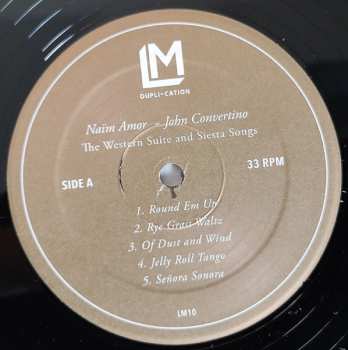 LM
DUPLI-CATION
Naïm Amor - John Convertino
The Western Suite and Siesta Songs
SIDE A
33 RPM
1. Round Em Up
2. Rye Grass Waltz
3. Of Dust and Wind
4. Jelly Roll Tango
5. Señora Sonora
LM10